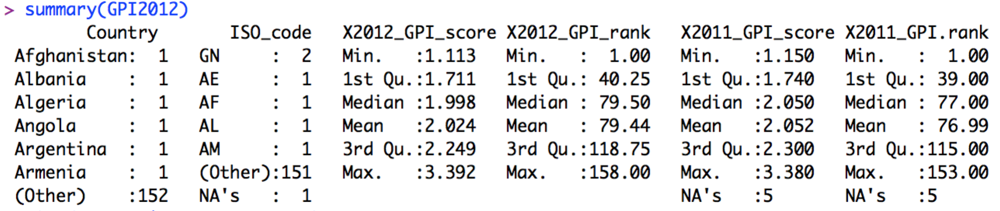 > summary(GPI2012)
Country ISO_code X2012_GPI_score X2012_GPI_rank X2011_GPI_score X2011_GPI.rank
Afghanistan: 1 GN : 2 Min. :1.113 Min. : 1.00 Min. :1.150 Min. : 1.00
Albania : 1 AE : 1 1st Qu.:1.711 1st Qu.: 40.25 1st Qu.:1.740 1st Qu.: 39.00
Algeria : 1 AF : 1 Median :1.998 Median : 79.50 Median :2.050 Median : 77.00
Angola : 1 AL : 1 Mean :2.024 Mean : 79.44 Mean :2.052 Mean : 76.99
Argentina : 1 AM : 1 3rd Qu.:2.249 3rd Qu.:118.75 3rd Qu.:2.300 3rd Qu.:115.00
Armenia : 1 (Other):151 Max. :3.392 Max. :158.00 Max. :3.380 Max. :153.00
(Other) :152 NA's : 1 NA's :5 NA's :5